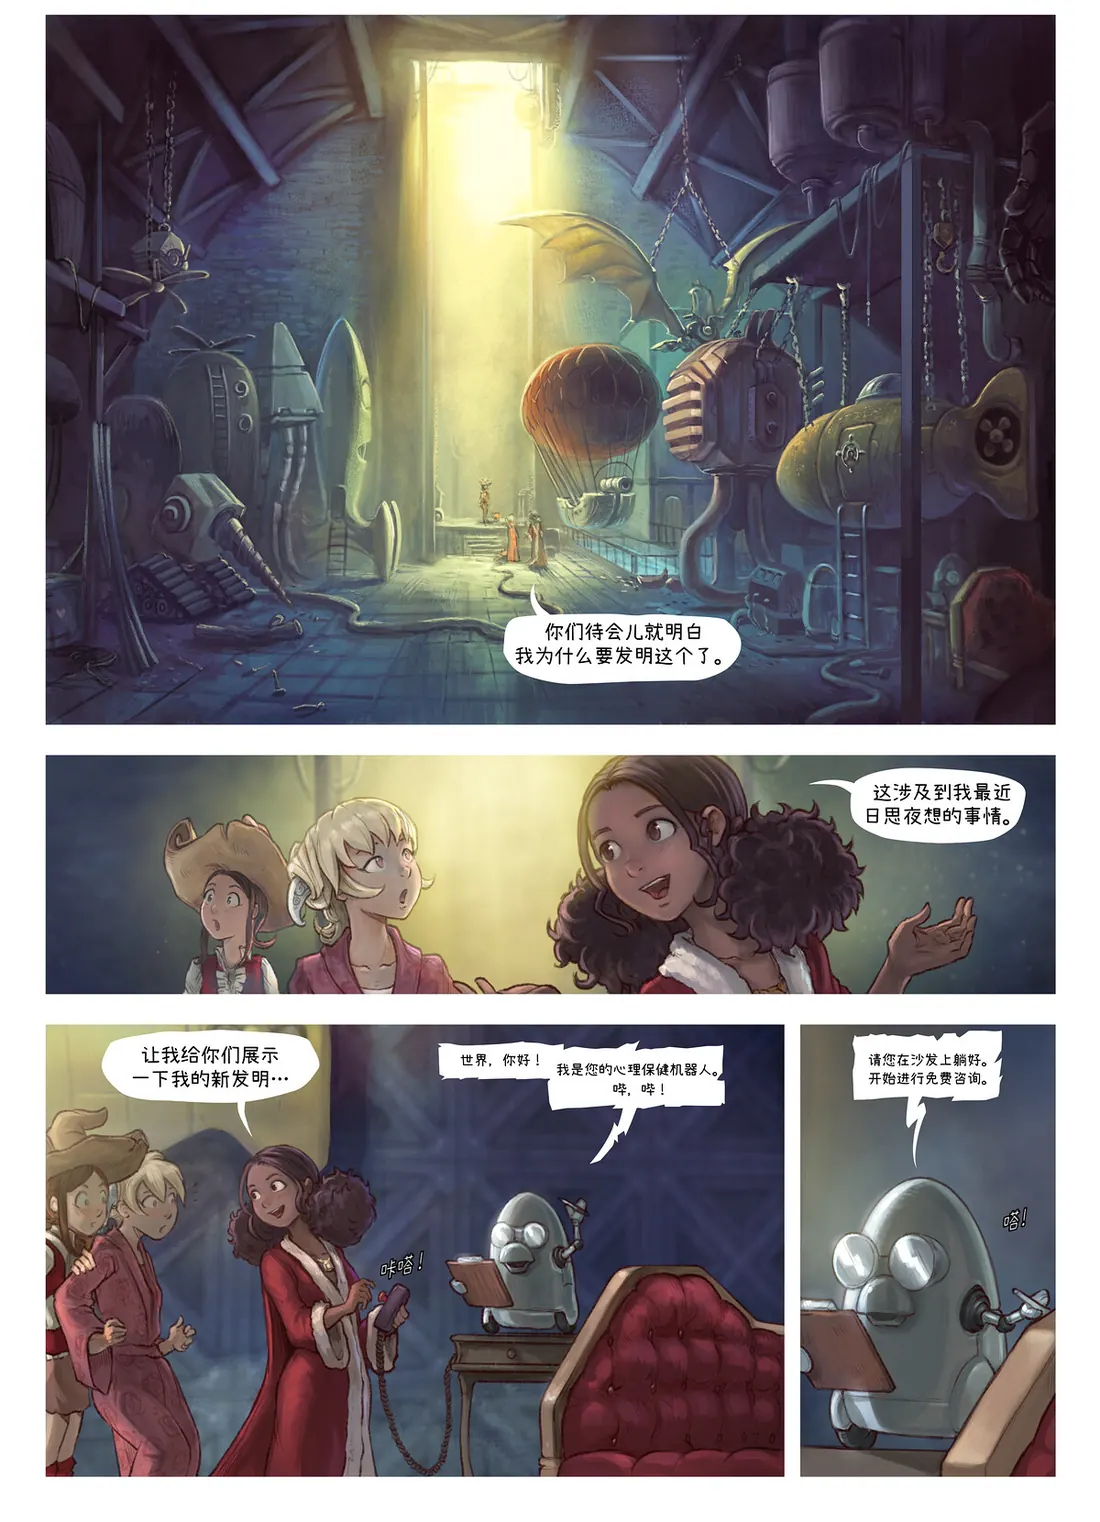 你们待会儿就明白
我为什么要发明这个了。
这涉及到我最近
日思夜想的事情。
让我给你们展示
一下我的新发明…
世界，你好！
我是您的心理保健机器人。
哔，哔！
咔嗒！
请您在沙发上躺好。
开始进行免费咨询。
嗒！